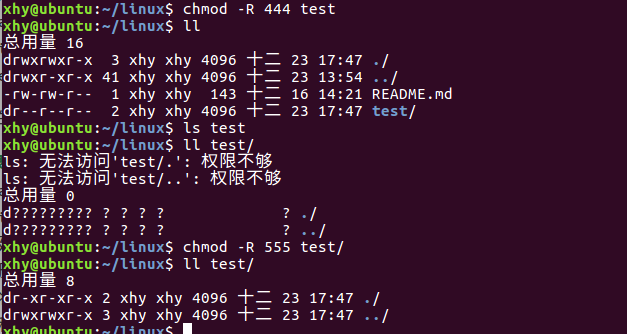 xhy@ubuntu:~/linux$ chmod -R 444 test
xhy@ubuntu:~/linux$ ll
总用量 16
drwxrwxr-x  3 xhy xhy 4096 十二 23 17:47 ./
drwxr-xr-x 41 xhy xhy 4096 十二 23 13:54 ../
-rw-rw-r--  1 xhy xhy  143 十二 16 14:21 README.md
dr--r--r--  2 xhy xhy 4096 十二 23 17:47 test/
xhy@ubuntu:~/linux$ ls test
xhy@ubuntu:~/linux$ ll test/
ls: 无法访问'test/.': 权限不够
ls: 无法访问'test/..': 权限不够
总用量 0
d????????? ? ? ? ?            ? ./
d????????? ? ? ? ?            ? ../
xhy@ubuntu:~/linux$ chmod -R 555 test/
xhy@ubuntu:~/linux$ ll test/
总用量 8
dr-xr-xr-x 2 xhy xhy 4096 十二 23 17:47 ./
drwxrwxr-x 3 xhy xhy 4096 十二 23 17:47 ../
xhy@ubuntu:~/linux$